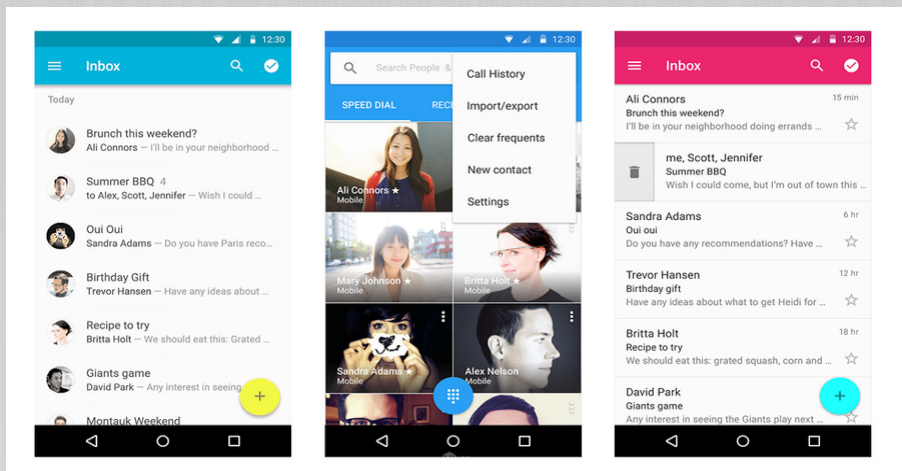 12:30
Inbox
Today
Brunch this weekend?
Ali Connors — I'll be in your neighborhood ...
Summer BBQ 4
to Alex, Scott, Jennifer — Wish I could ...
Oui Oui
Sandra Adams — Do you have Paris reco...
Birthday Gift
Trevor Hansen — Have any ideas about ...
Recipe to try
Britta Holt — We should eat this: Grated ...
Giants game
David Park — Any interest in seeing
Montauk Weekend
12:30
Search People &
Call History
Import/export
Clear frequents
New contact
Settings
SPEED DIAL
Ali Connors
Mobile
Mary Johnson
Mobile
Britta Holt
Mobile
Sandra Adams
Mobile
Alex Nelson
Mobile
12:30
Inbox
Ali Connors 15 min
Brunch this weekend?
I'll be in your neighborhood doing errands ...
me, Scott, Jennifer
Summer BBQ
Wish I could come, but I'm out of town this ...
Sandra Adams 6 hr
Oui oui
Do you have any recommendations? Have ...
Trevor Hansen 12 hr
Birthday gift
Have any ideas about what to get Heidi for ...
Britta Holt 18 hr
Recipe to try
We should eat this: grated squash, corn and ...
David Park
Giants game
Any interest in seeing the Giants play next ...